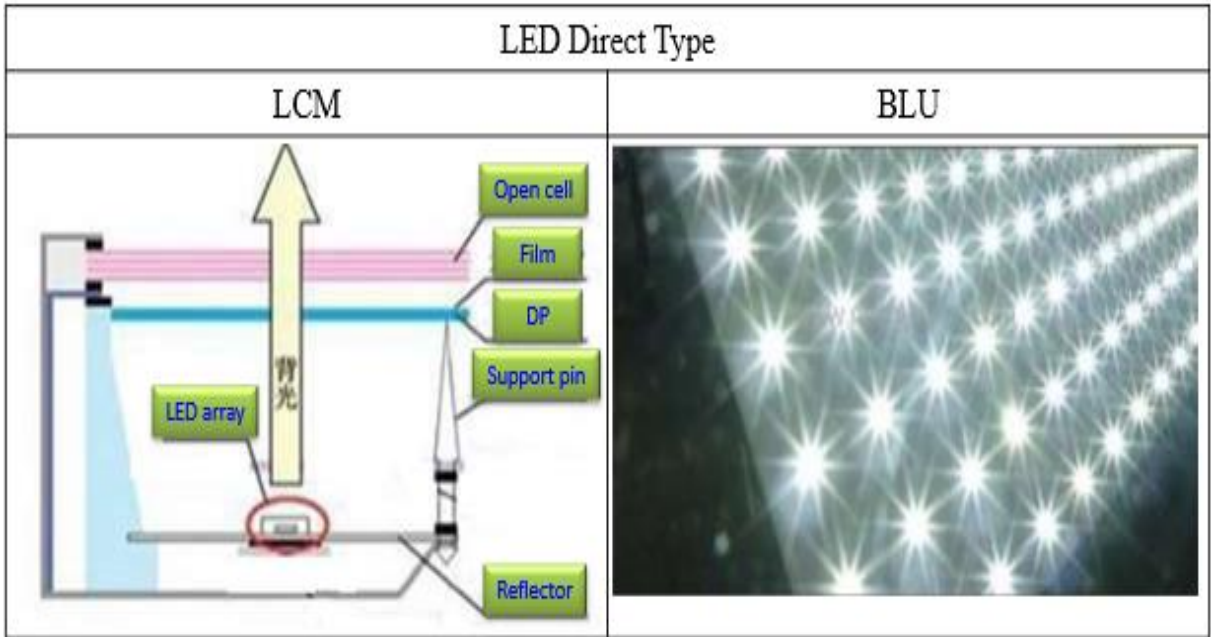 LED Direct Type
LCM
BLU
Open cell
Film
DP
背光
Support pin
LED array
Reflector